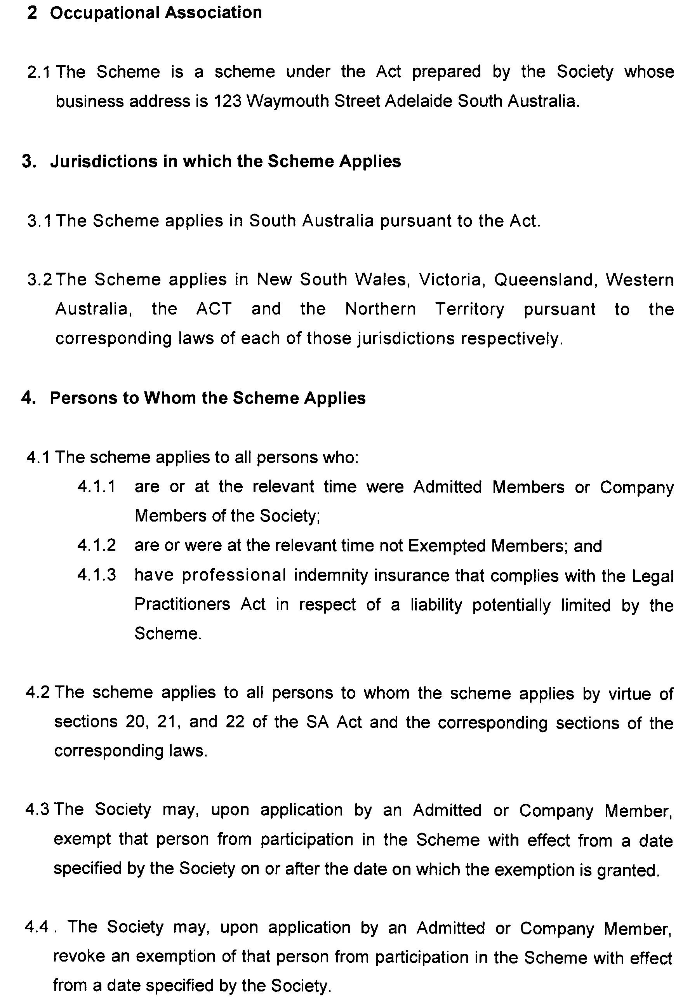 2 Occupational Association
2.1 The Scheme is a scheme under the Act prepared by the Society whose
business address is 123 Waymouth Street Adelaide South Australia.
3. Jurisdictions in which the Scheme Applies
3.1 The Scheme applies in South Australia pursuant to the Act.
3.2 The Scheme applies in New South Wales, Victoria, Queensland, Western
Australia, the ACT and the Northern Territory pursuant to the
corresponding laws of each of those jurisdictions respectively.
4. Persons to Whom the Scheme Applies
4.1 The scheme applies to all persons who:
4.1.1 are or at the relevant time were Admitted Members or Company
Members of the Society;
4.1.2 are or were at the relevant time not Exempted Members; and
4.1.3 have professional indemnity insurance that complies with the Legal
Practitioners Act in respect of a liability potentially limited by the
Scheme.
4.2 The scheme applies to all persons to whom the scheme applies by virtue of
sections 20, 21, and 22 of the SA Act and the corresponding sections of the
corresponding laws.
4.3 The Society may, upon application by an Admitted or Company Member,
exempt that person from participation in the Scheme with effect from a date
specified by the Society on or after the date on which the exemption is granted.
4.4 . The Society may, upon application by an Admitted or Company Member,
revoke an exemption of that person from participation in the Scheme with effect
from a date specified by the Society.